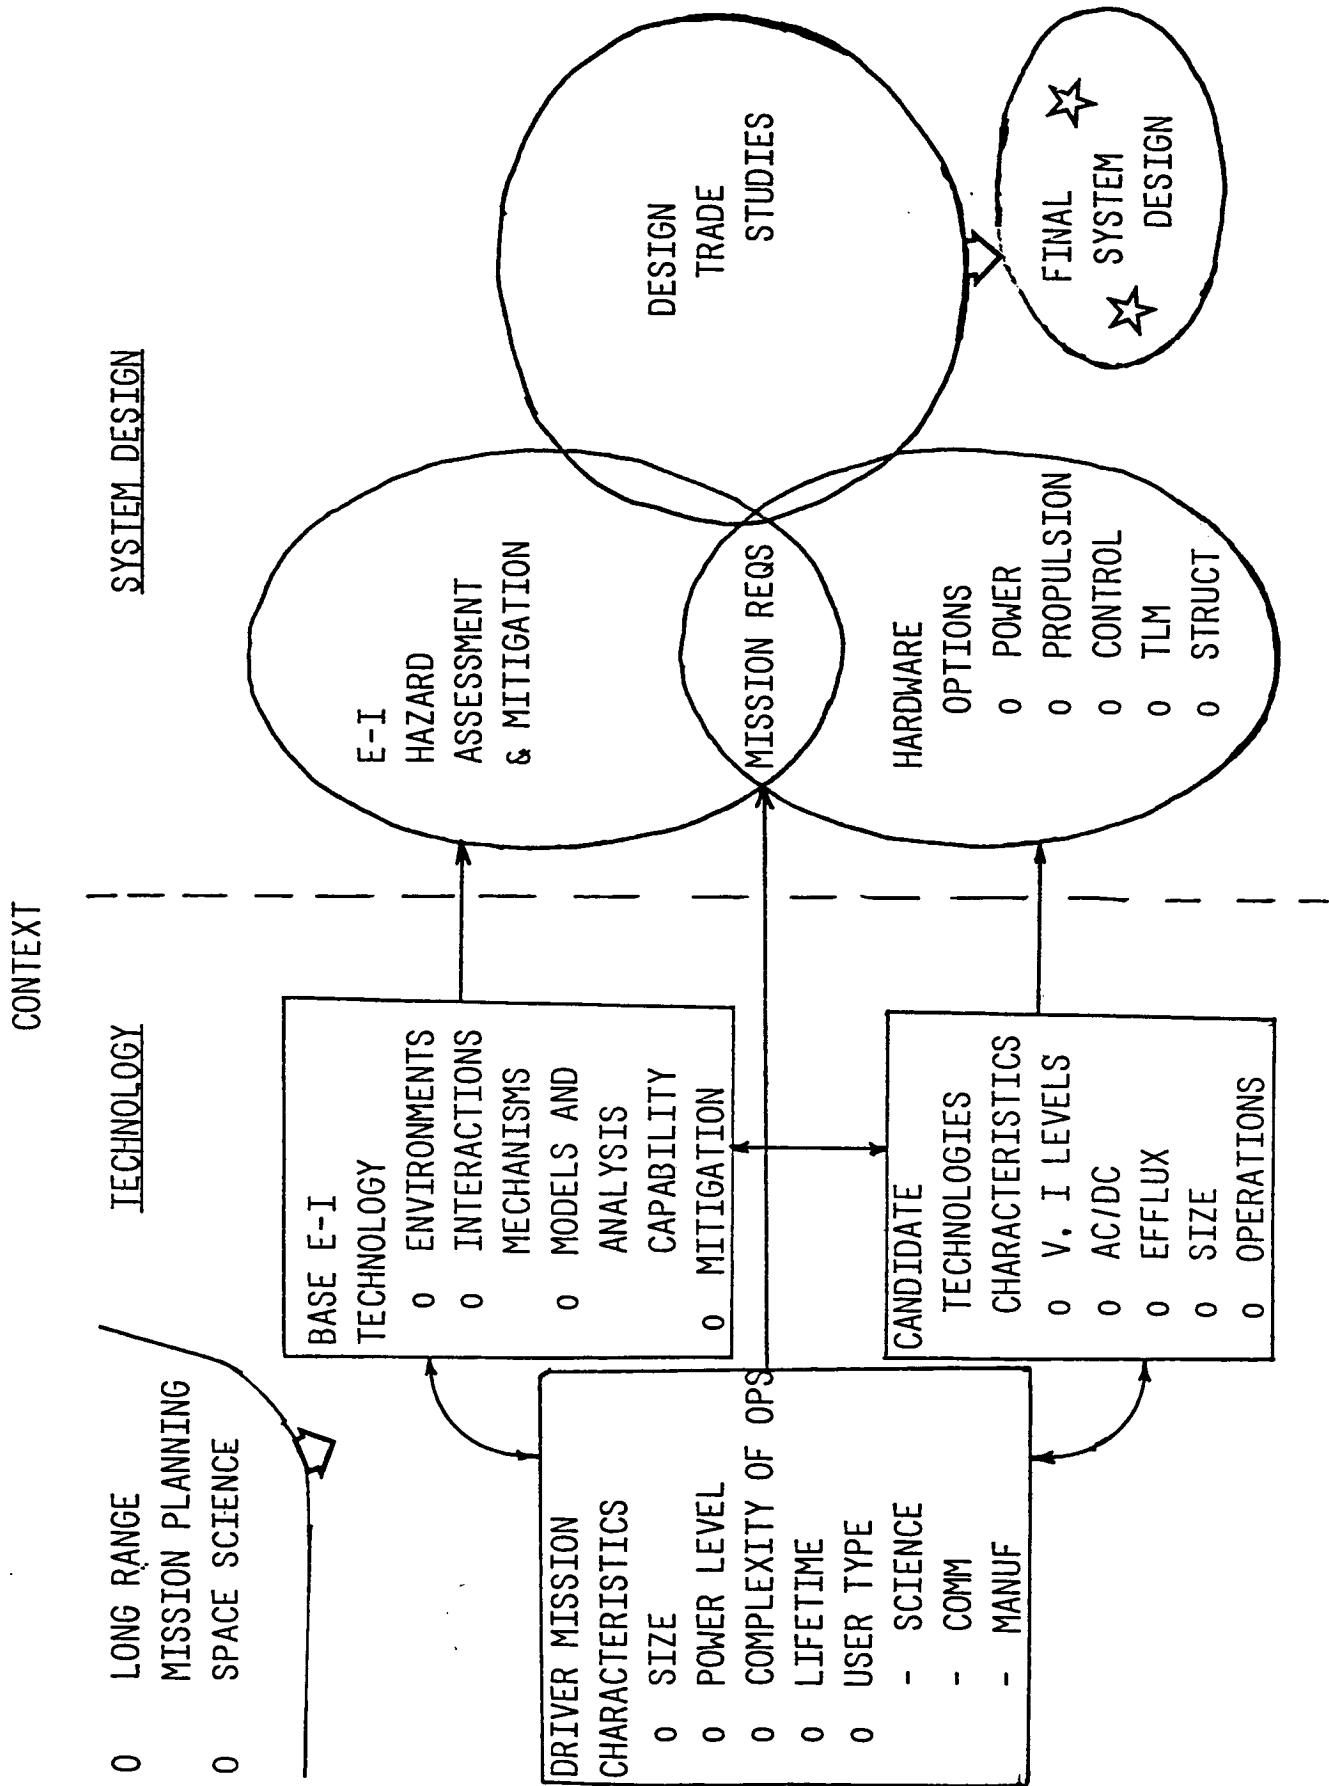 CONTEXT
TECHNOLOGY
SYSTEM DESIGN
O LONG RANGE
MISSION PLANNING
O SPACE SCIENCE
DRIVER MISSION
CHARACTERISTICS
O SIZE
O POWER LEVEL
O COMPLEXITY OF OPS
O LIFETIME
O USER TYPE
- SCIENCE
- COMM
- MANUF
BASE E-I
TECHNOLOGY
O ENVIRONMENTS
O INTERACTIONS
MECHANISMS
O MODELS AND
ANALYSIS
CAPABILITY
O MITIGATION
CANDIDATE
TECHNOLOGIES
CHARACTERISTICS
O V, I LEVELS
O AC/DC
O EFFLUX
O SIZE
O OPERATIONS
E-I
HAZARD
ASSESSMENT
& MITIGATION
MISSION REQS
HARDWARE
OPTIONS
O POWER
O PROPULSION
O CONTROL
O TLM
O STRUCT
DESIGN
TRADE
STUDIES
FINAL
SYSTEM
DESIGN